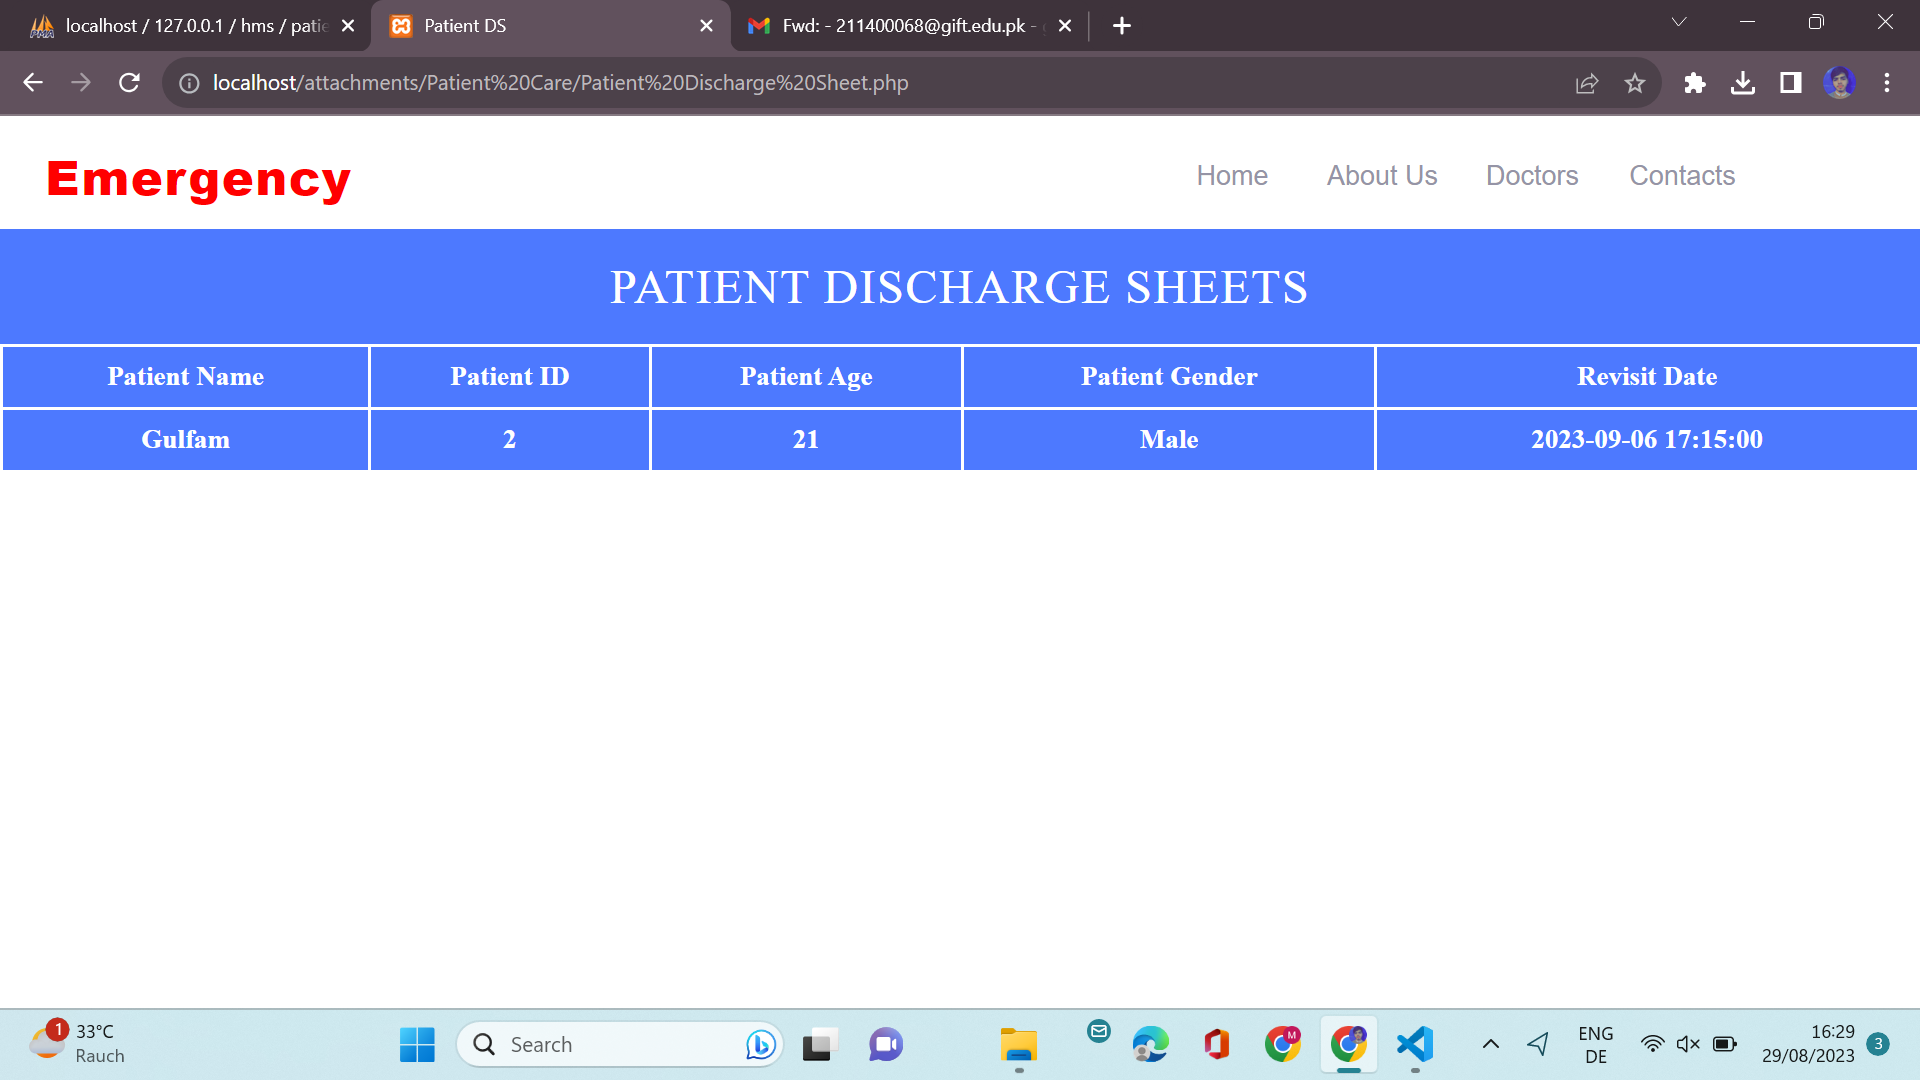 localhost / 127.0.0.1 / hms / patie
Patient DS
Fwd: - 211400068@gift.edu.pk -
localhost/attachments/Patient%20Care/Patient%20Discharge%20Sheet.php
Emergency
Home About Us Doctors Contacts
PATIENT DISCHARGE SHEETS
Patient Name Patient ID Patient Age Patient Gender Revisit Date
Gulfam 2 21 Male 2023-09-06 17:15:00
1
33°C
Rauch
Search
M
ENG
DE
16:29
29/08/2023
3